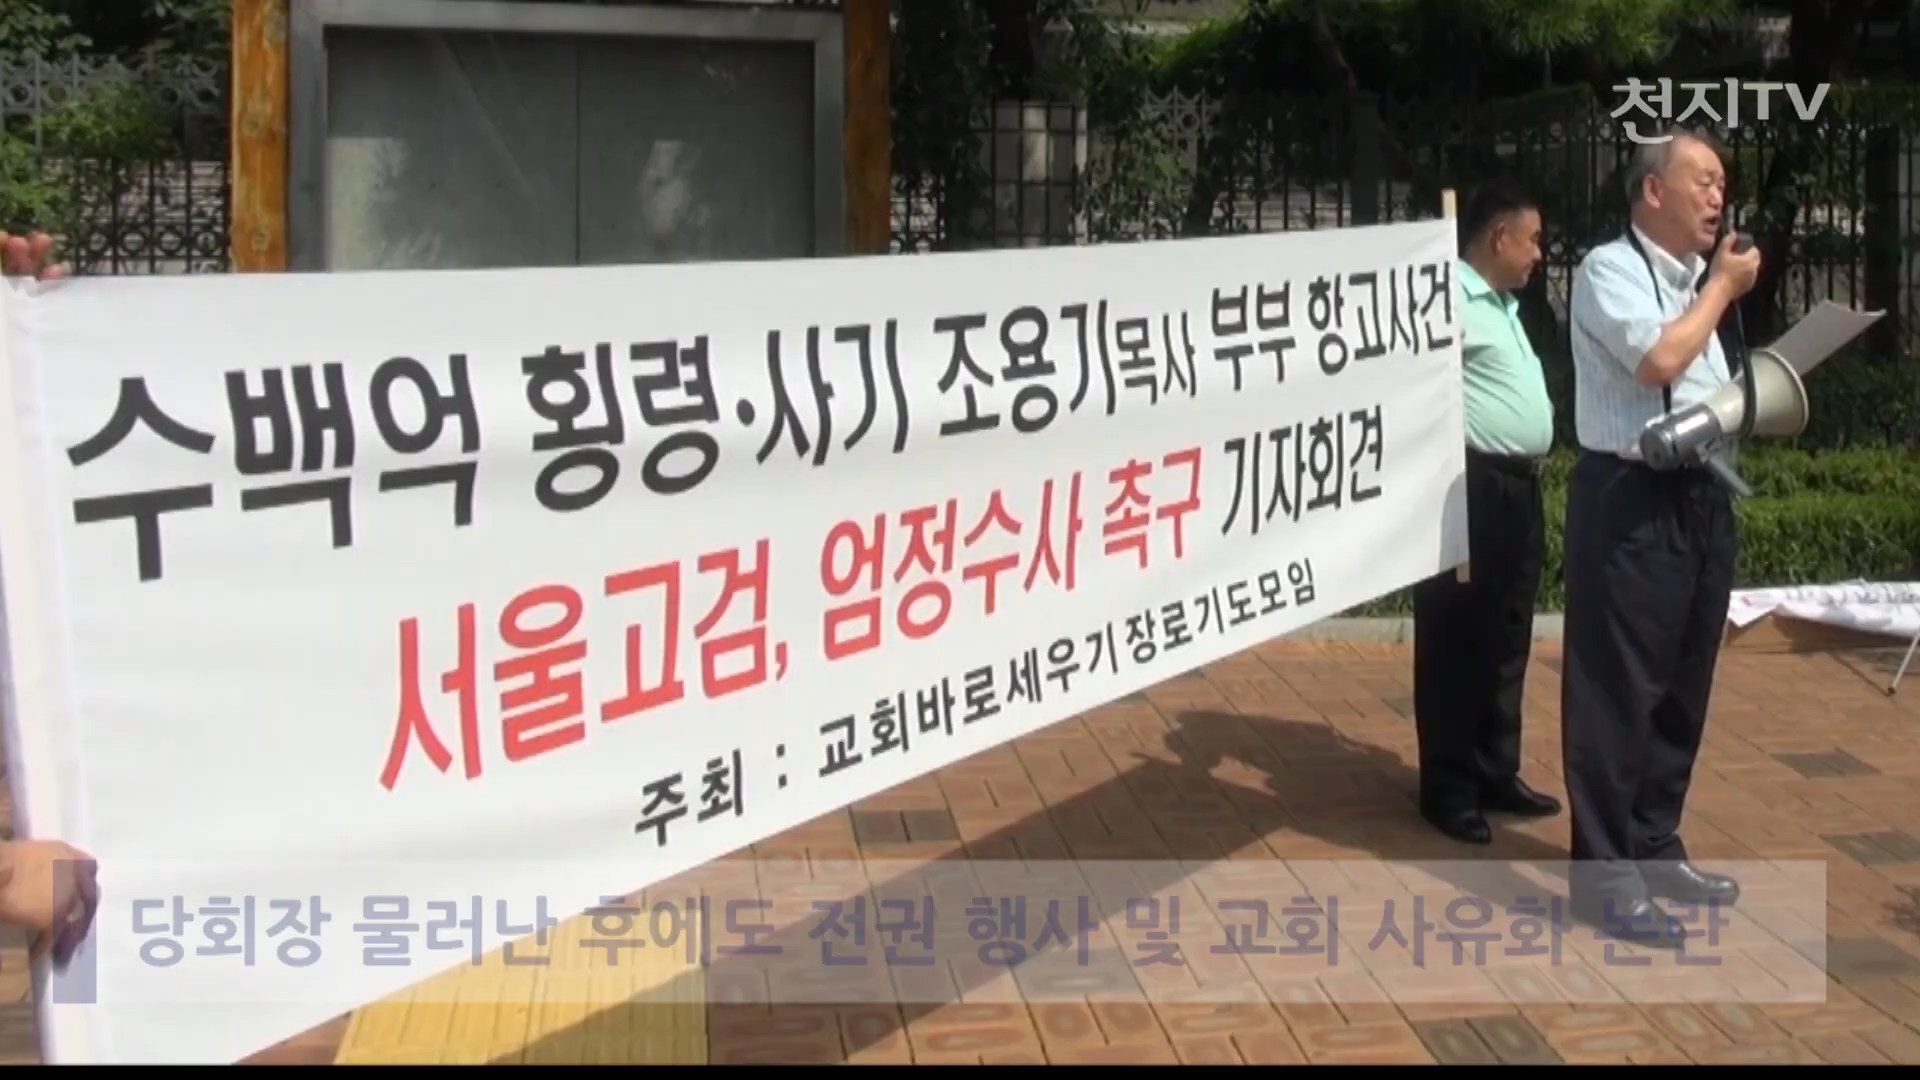 천지TV
수백억 횡령·사기 조용기목사 부부 항고사건
서울고검, 엄정수사 촉구 기자회견
주최 : 교회바로세우기장로기도모임
당회장 물러난 후에도 전권 행사 및 교회 사유화 논란